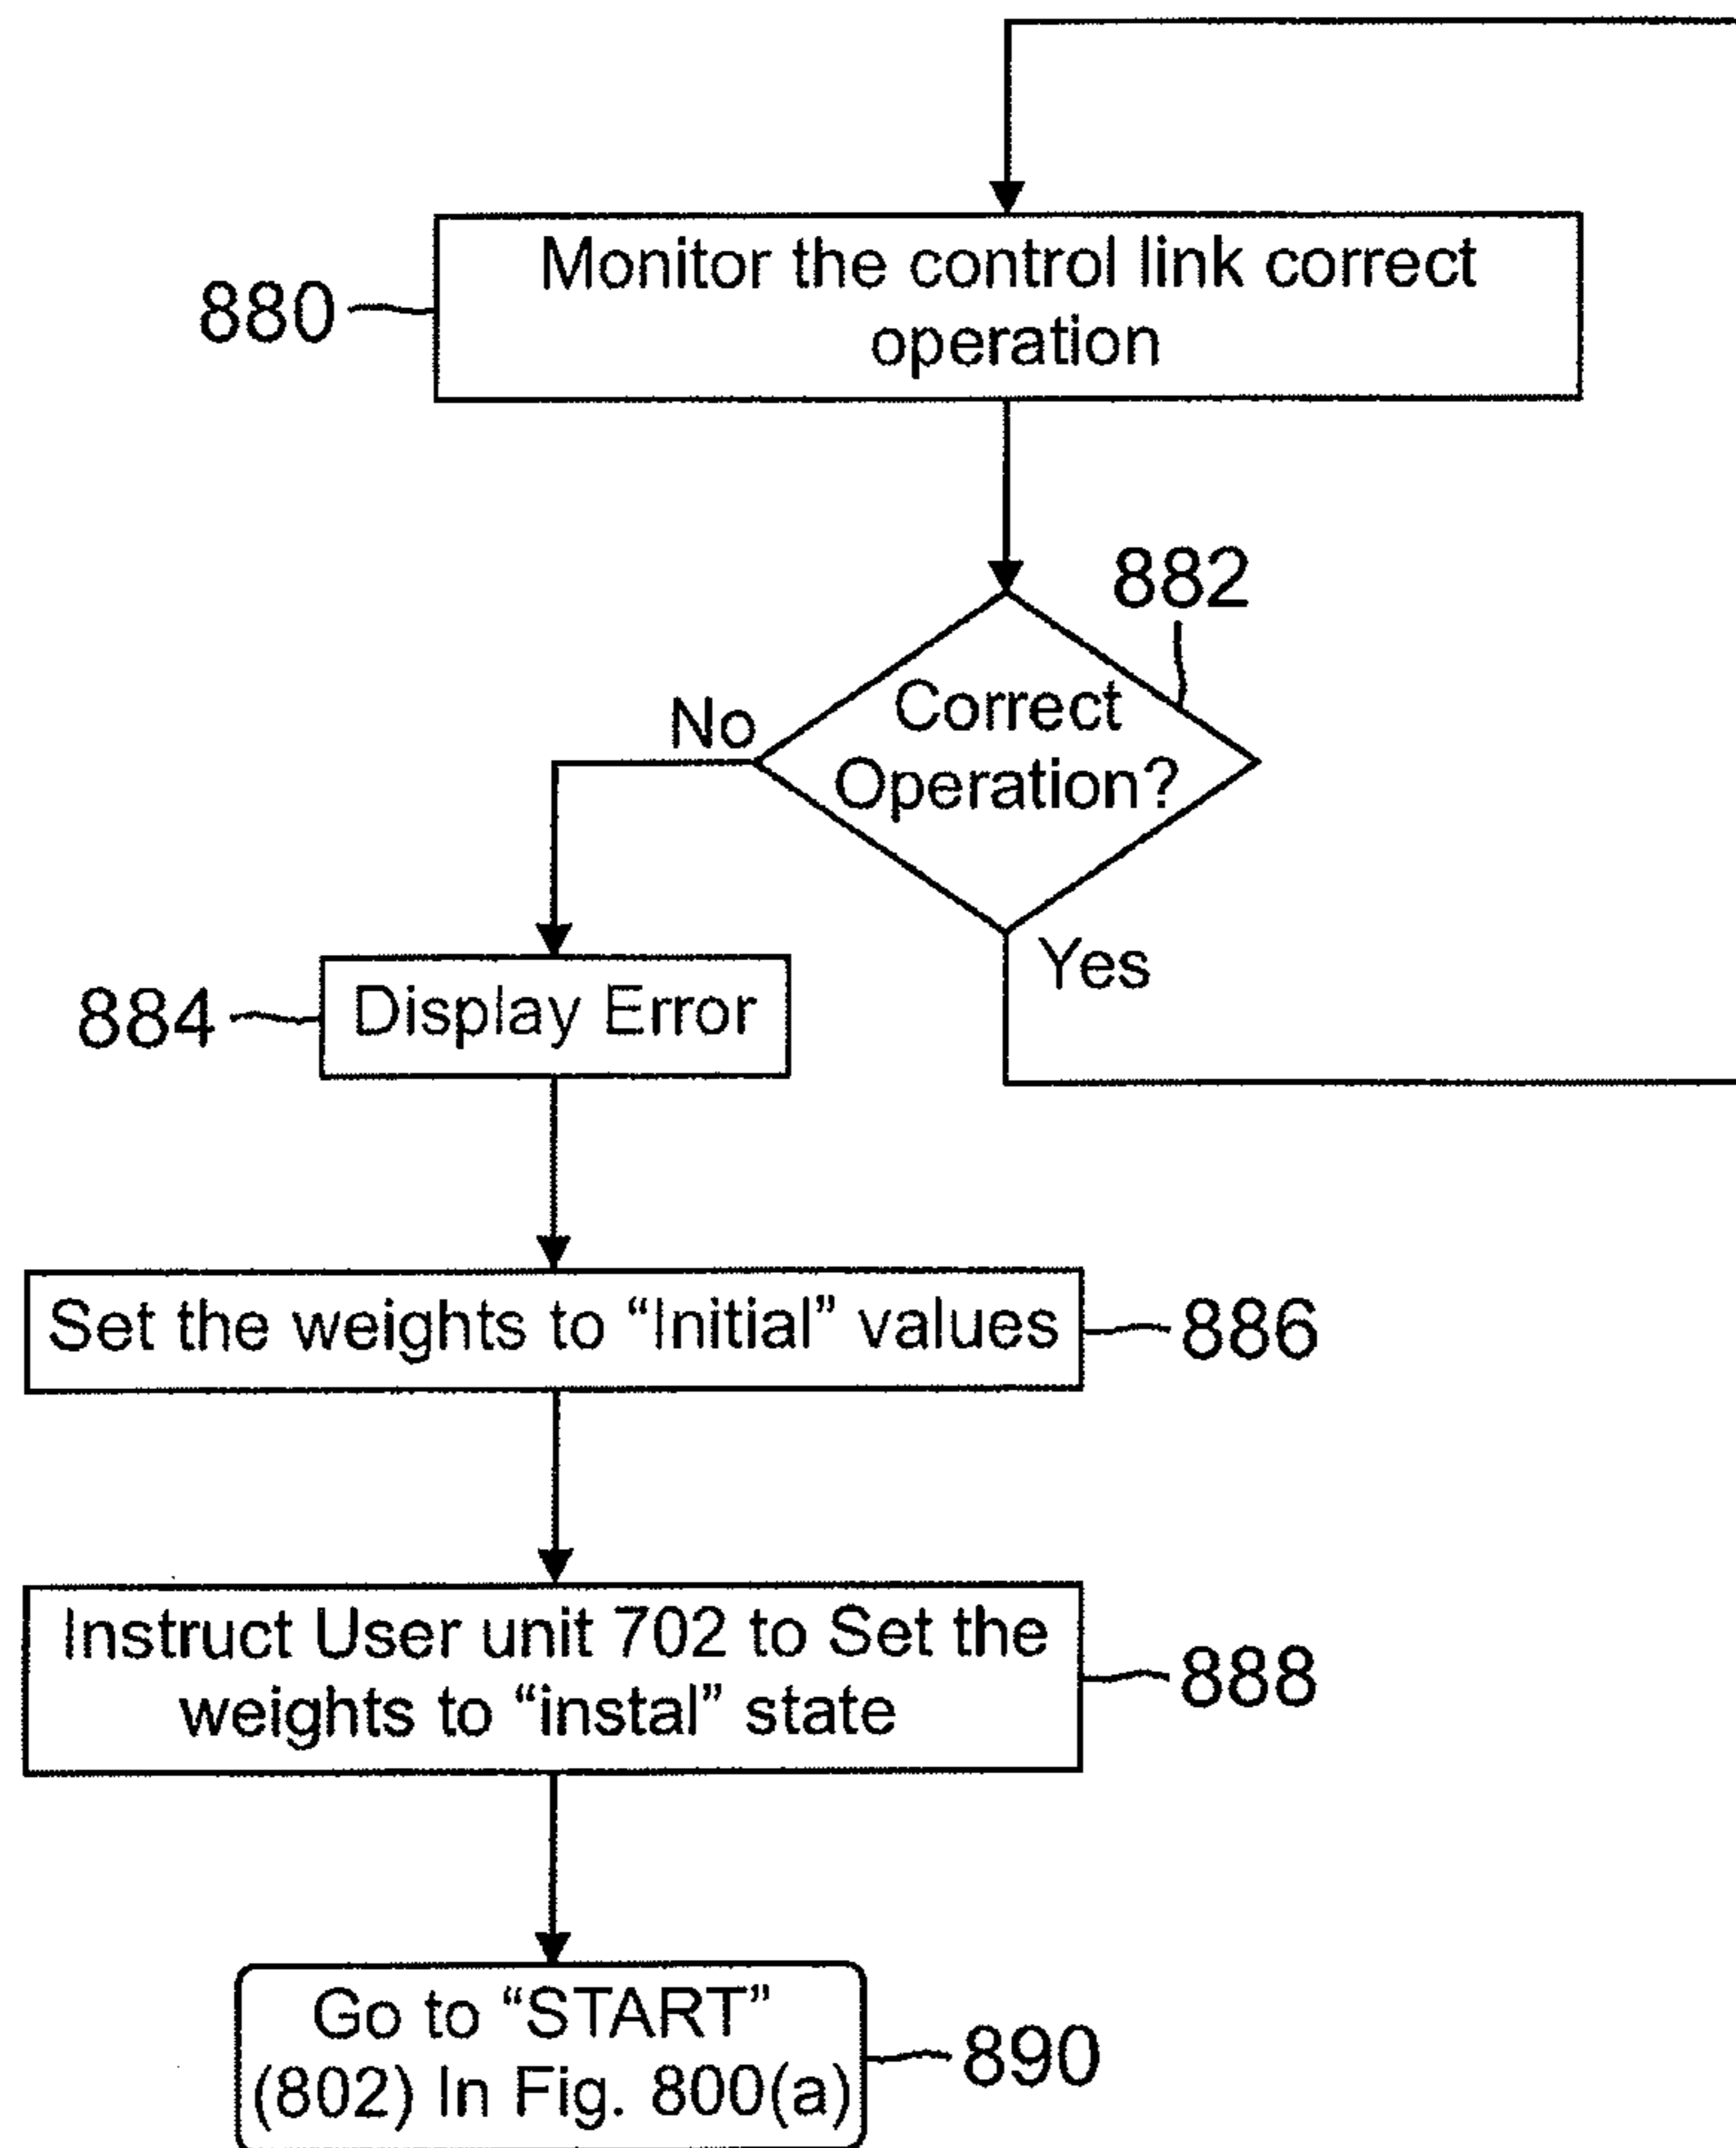 Monitor the control link correct
operation
880
882
Correct
Operation?
No
Yes
Display Error
884
Set the weights to “Initial” values
886
Instruct User unit 702 to Set the
weights to “instal” state
888
Go to “START”
(802) In Fig. 800(a)
890